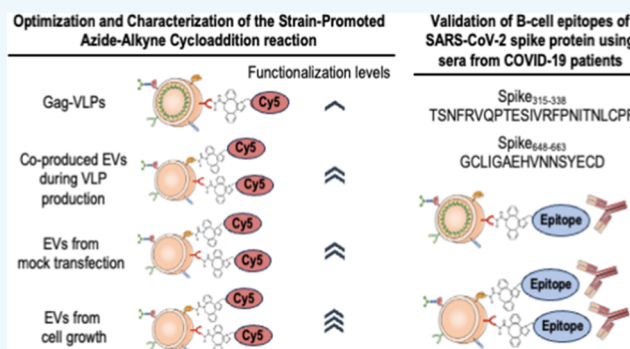 Optimization and Characterization of the Strain-Promoted
Azide-Alkyne Cycloaddition reaction
Functionalization levels
Gag-VLPs
Cy5
Co-produced EVs
during VLP
production
Cy5
Cy5
EVs from
mock transfection
Cy5
Cy5
EVs from
cell growth
Cy5
Cy5
Validation of B-cell epitopes of
SARS-CoV-2 spike protein using
sera from COVID-19 patients
Spike315-338
TSNFRVQPTESIVRFPNITNLCPF
Spike648-663
GCLIGAEHVNNSYECD
Epitope
Epitope
Epitope